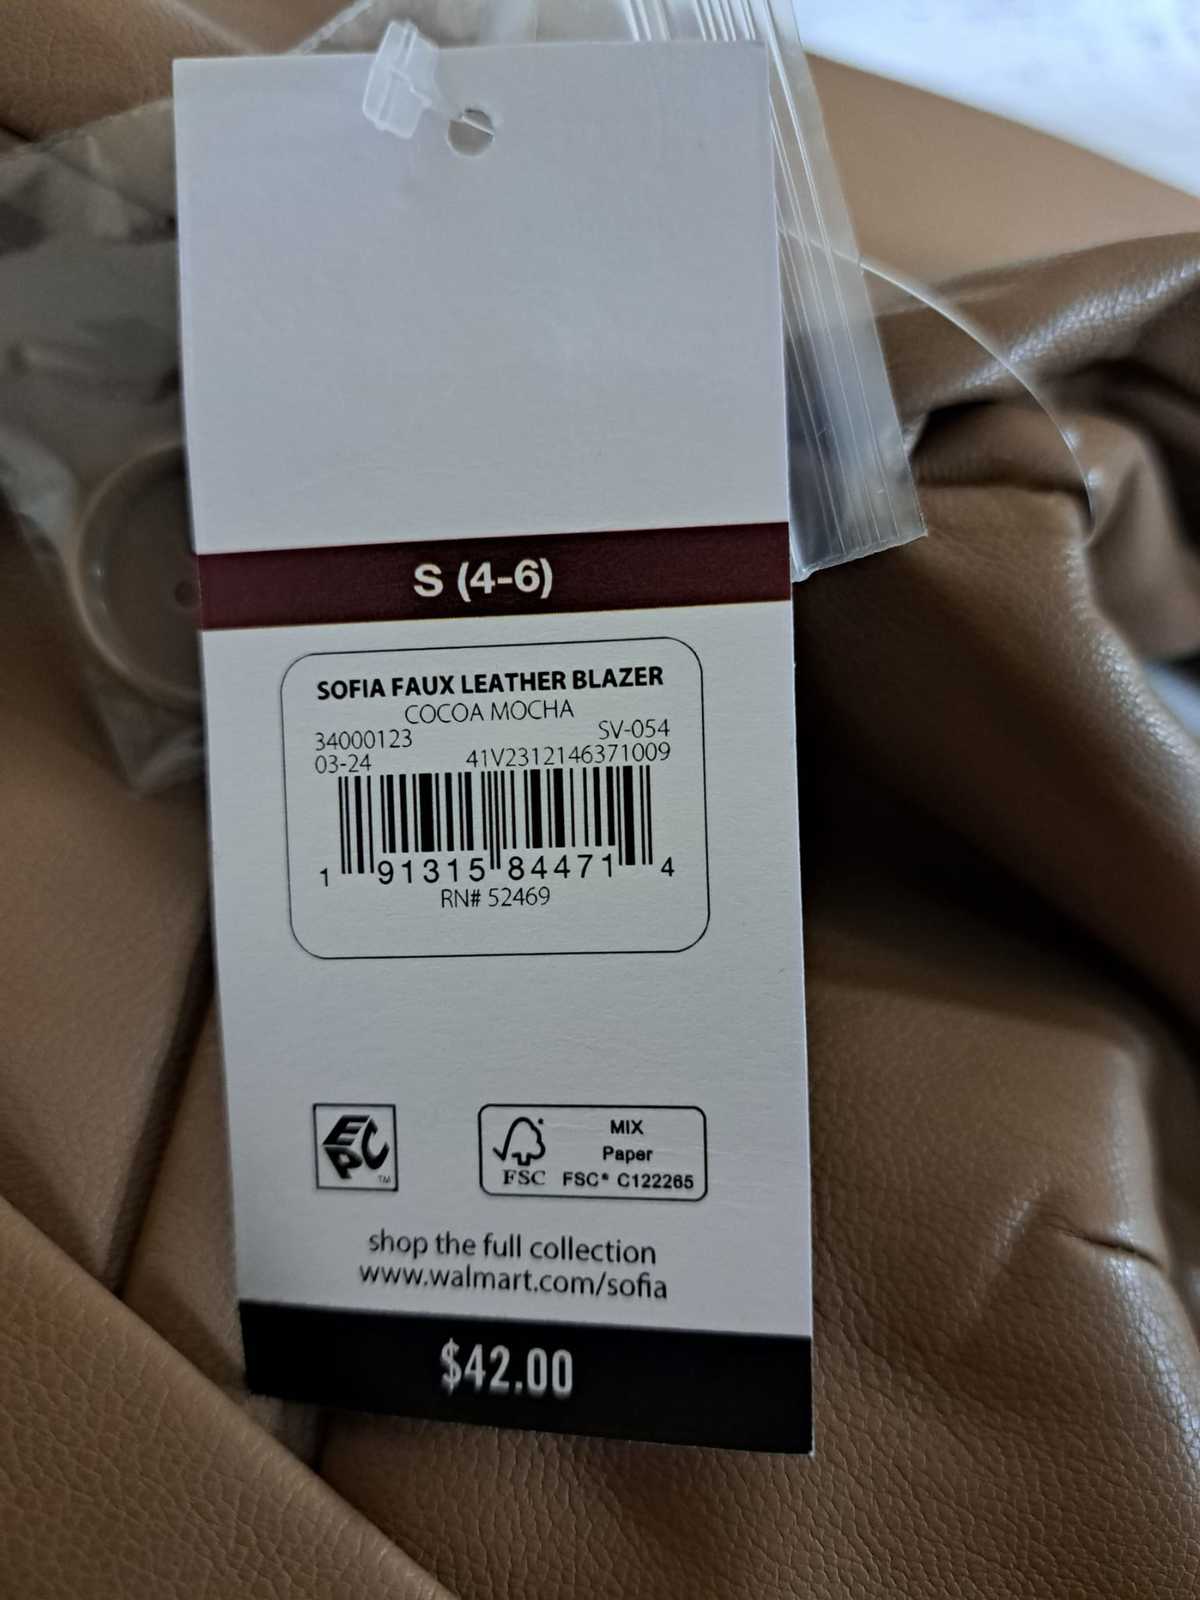 S (4-6)
SOFIA FAUX LEATHER BLAZER
COCOA MOCHA
34000123 SV-054
03-24 41V2312146371009
1 91315 84471 4
RN# 52469
EPC TM
MIX
Paper
FSC FSC® C122265
shop the full collection
www.walmart.com/sofia
$42.00